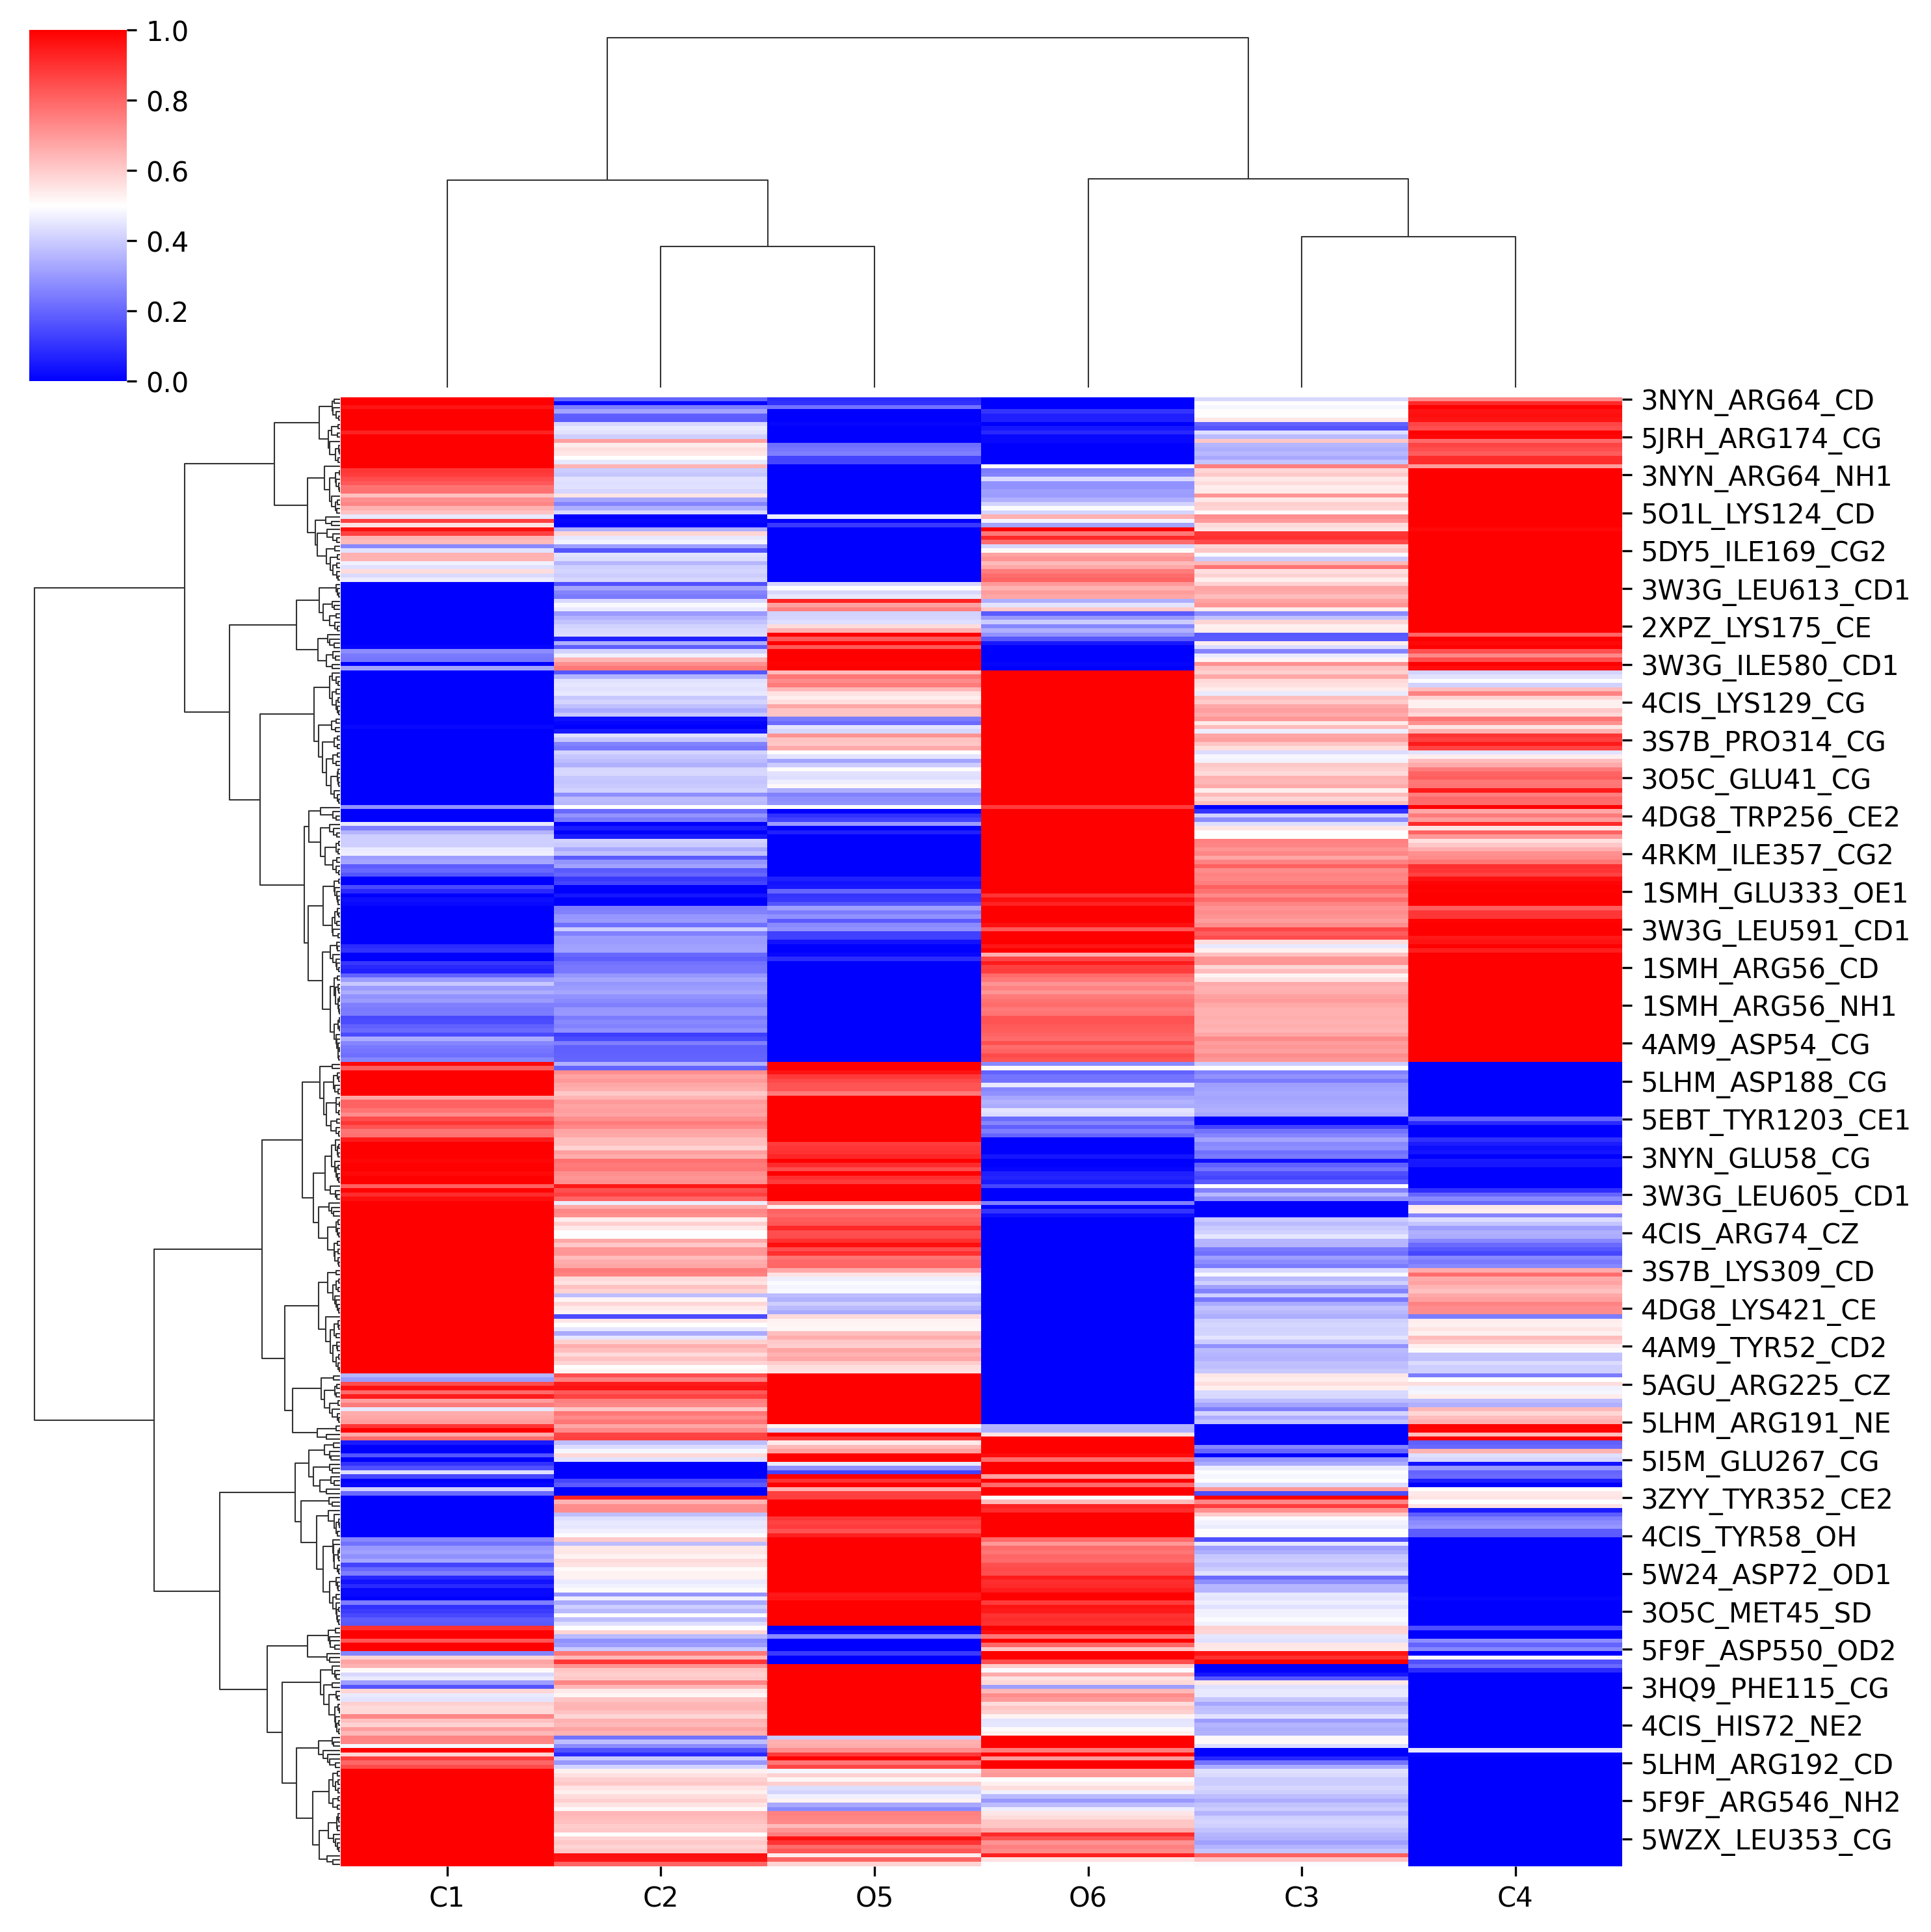 1.0
0.8
0.6
0.4
0.2
0.0
3NYN_ARG64_CD
5JRH_ARG174_CG
3NYN_ARG64_NH1
5O1L_LYS124_CD
5DY5_ILE169_CG2
3W3G_LEU613_CD1
2XPZ_LYS175_CE
3W3G_ILE580_CD1
4CIS_LYS129_CG
3S7B_PRO314_CG
3O5C_GLU41_CG
4DG8_TRP256_CE2
4RKM_ILE357_CG2
1SMH_GLU333_OE1
3W3G_LEU591_CD1
1SMH_ARG56_CD
1SMH_ARG56_NH1
4AM9_ASP54_CG
5LHM_ASP188_CG
5EBT_TYR1203_CE1
3NYN_GLU58_CG
3W3G_LEU605_CD1
4CIS_ARG74_CZ
3S7B_LYS309_CD
4DG8_LYS421_CE
4AM9_TYR52_CD2
5AGU_ARG225_CZ
5LHM_ARG191_NE
5I5M_GLU267_CG
3ZYY_TYR352_CE2
4CIS_TYR58_OH
5W24_ASP72_OD1
3O5C_MET45_SD
5F9F_ASP550_OD2
3HQ9_PHE115_CG
4CIS_HIS72_NE2
5LHM_ARG192_CD
5F9F_ARG546_NH2
5WZX_LEU353_CG
C1 C2 O5 O6 C3 C4